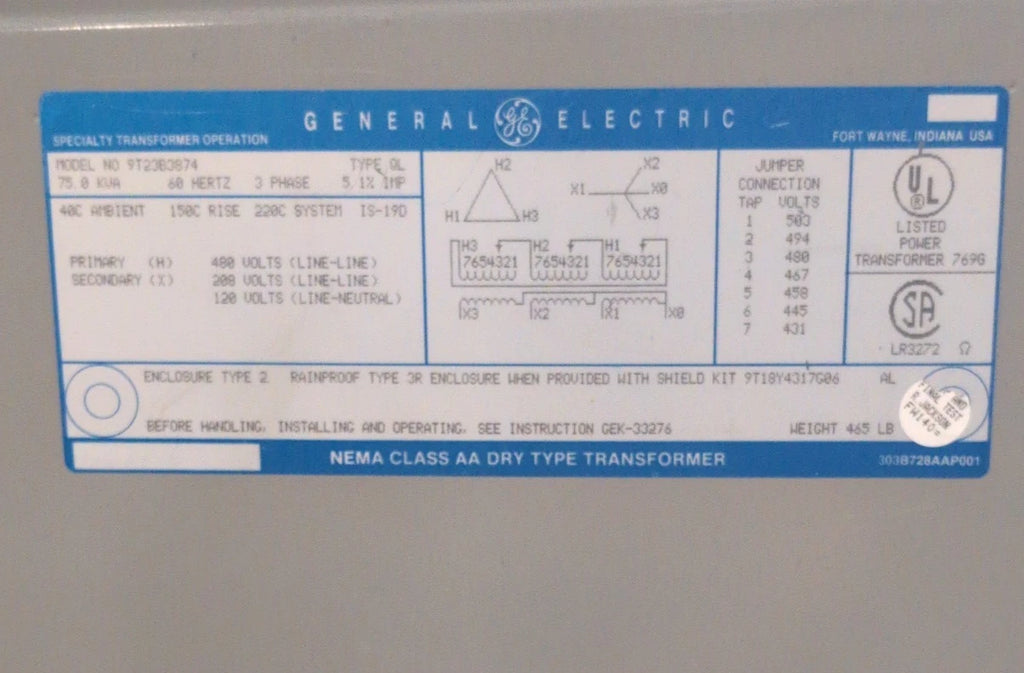 GENERAL GE ELECTRIC
SPECIALTY TRANSFORMER OPERATION
FORT WAYNE, INDIANA USA
MODEL NO 9T23B3874 TYPE QL
75.0 KVA 60 HERTZ 3 PHASE 5.1% IMP
40C AMBIENT 150C RISE 220C SYSTEM IS-19D
PRIMARY (H) 480 VOLTS (LINE-LINE)
SECONDARY (X) 208 VOLTS (LINE-LINE)
120 VOLTS (LINE-NEUTRAL)
H2
H1 H3
X2
X1 X0
X3
H3 H2 H1
7654321 7654321 7654321
X3 X2 X1 X0
JUMPER
CONNECTION
TAP VOLTS
1 503
2 494
3 480
4 467
5 458
6 445
7 431
UL
®
LISTED
POWER
TRANSFORMER 769G
SA
LR3272 Ω
ENCLOSURE TYPE 2 RAINPROOF TYPE 3R ENCLOSURE WHEN PROVIDED WITH SHIELD KIT 9T18Y4317G06 AL
BEFORE HANDLING, INSTALLING AND OPERATING, SEE INSTRUCTION GEK-33276 WEIGHT 465 LB
FINAL TEST
R JACKSON
FW140
NEMA CLASS AA DRY TYPE TRANSFORMER
303B728AAP001